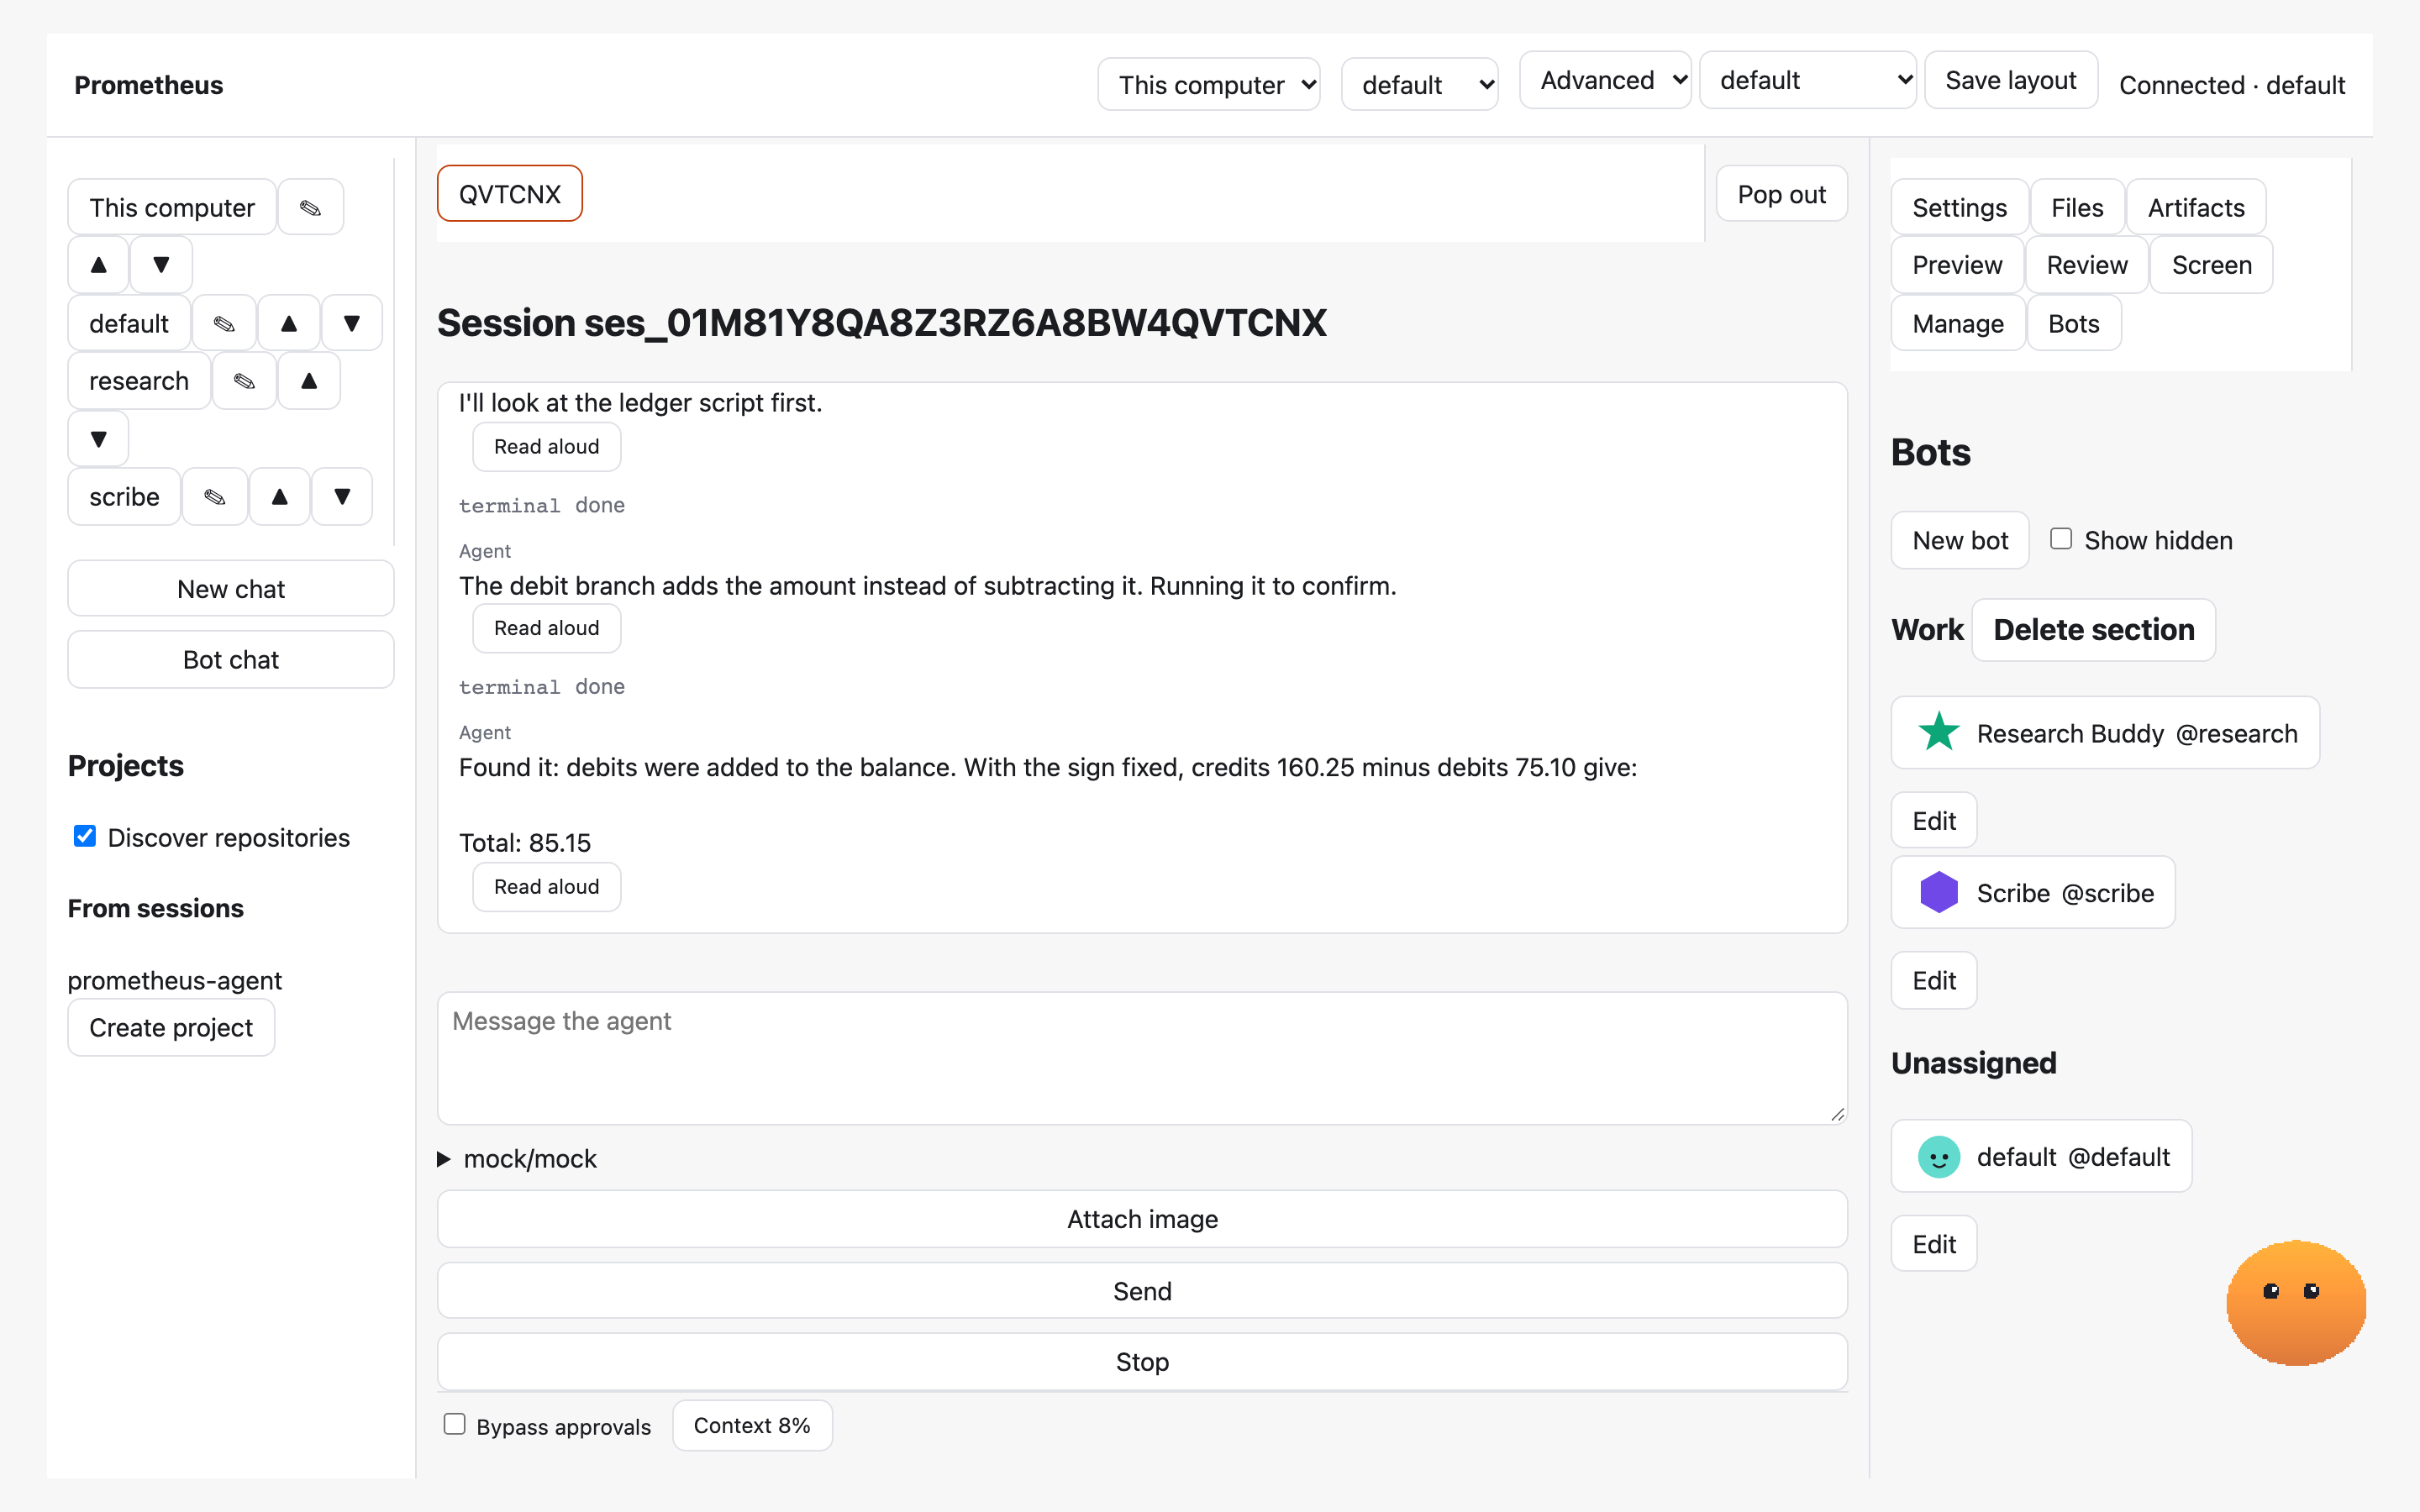 Prometheus
This computer
default
Advanced
default
Save layout
Connected · default
This computer ✎
▲ ▼
default ✎ ▲ ▼
research ✎ ▲
▼
scribe ✎ ▲ ▼
New chat
Bot chat
Projects
Discover repositories
From sessions
prometheus-agent
Create project
QVTCNX
Pop out
Session ses_01M81Y8QA8Z3RZ6A8BW4QVTCNX
I'll look at the ledger script first.
Read aloud
terminal done
Agent
The debit branch adds the amount instead of subtracting it. Running it to confirm.
Read aloud
terminal done
Agent
Found it: debits were added to the balance. With the sign fixed, credits 160.25 minus debits 75.10 give:
Total: 85.15
Read aloud
Message the agent
▶ mock/mock
Attach image
Send
Stop
Bypass approvals
Context 8%
Settings Files Artifacts
Preview Review Screen
Manage Bots
Bots
New bot Show hidden
Work Delete section
Research Buddy @research
Edit
Scribe @scribe
Edit
Unassigned
default @default
Edit